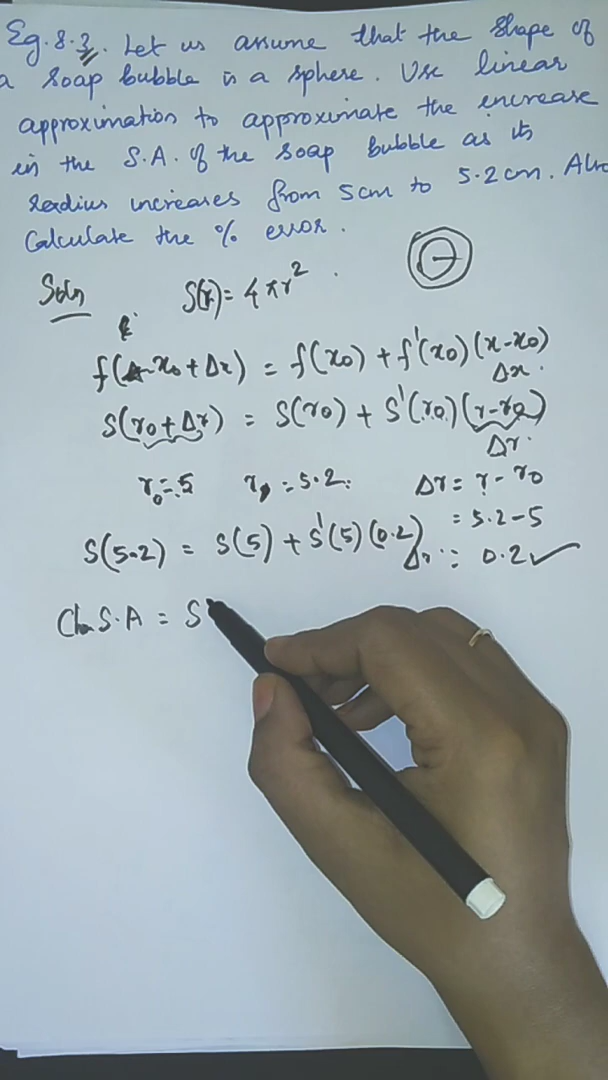 Eg. 8.3. Let us assume that the shape of
a soap bubble is a sphere. Use linear
approximation to approximate the increase
in the S.A. of the soap bubble as its
radius increases from 5cm to 5.2cm. Also
Calculate the % error.
Soln
S(r) = 4πr²
f(x₀ + Δx) = f(x₀) + f'(x₀)(x-x₀)
Δx.
S(r₀ + Δr) = S(r₀) + S'(r₀)(r-r₀)
Δr.
r₀ = 5 r = 5.2. Δr = r - r₀
= 5.2-5
S(5.2) = S(5) + S'(5)(0.2) Δr = 0.2 ✓
S.A = S